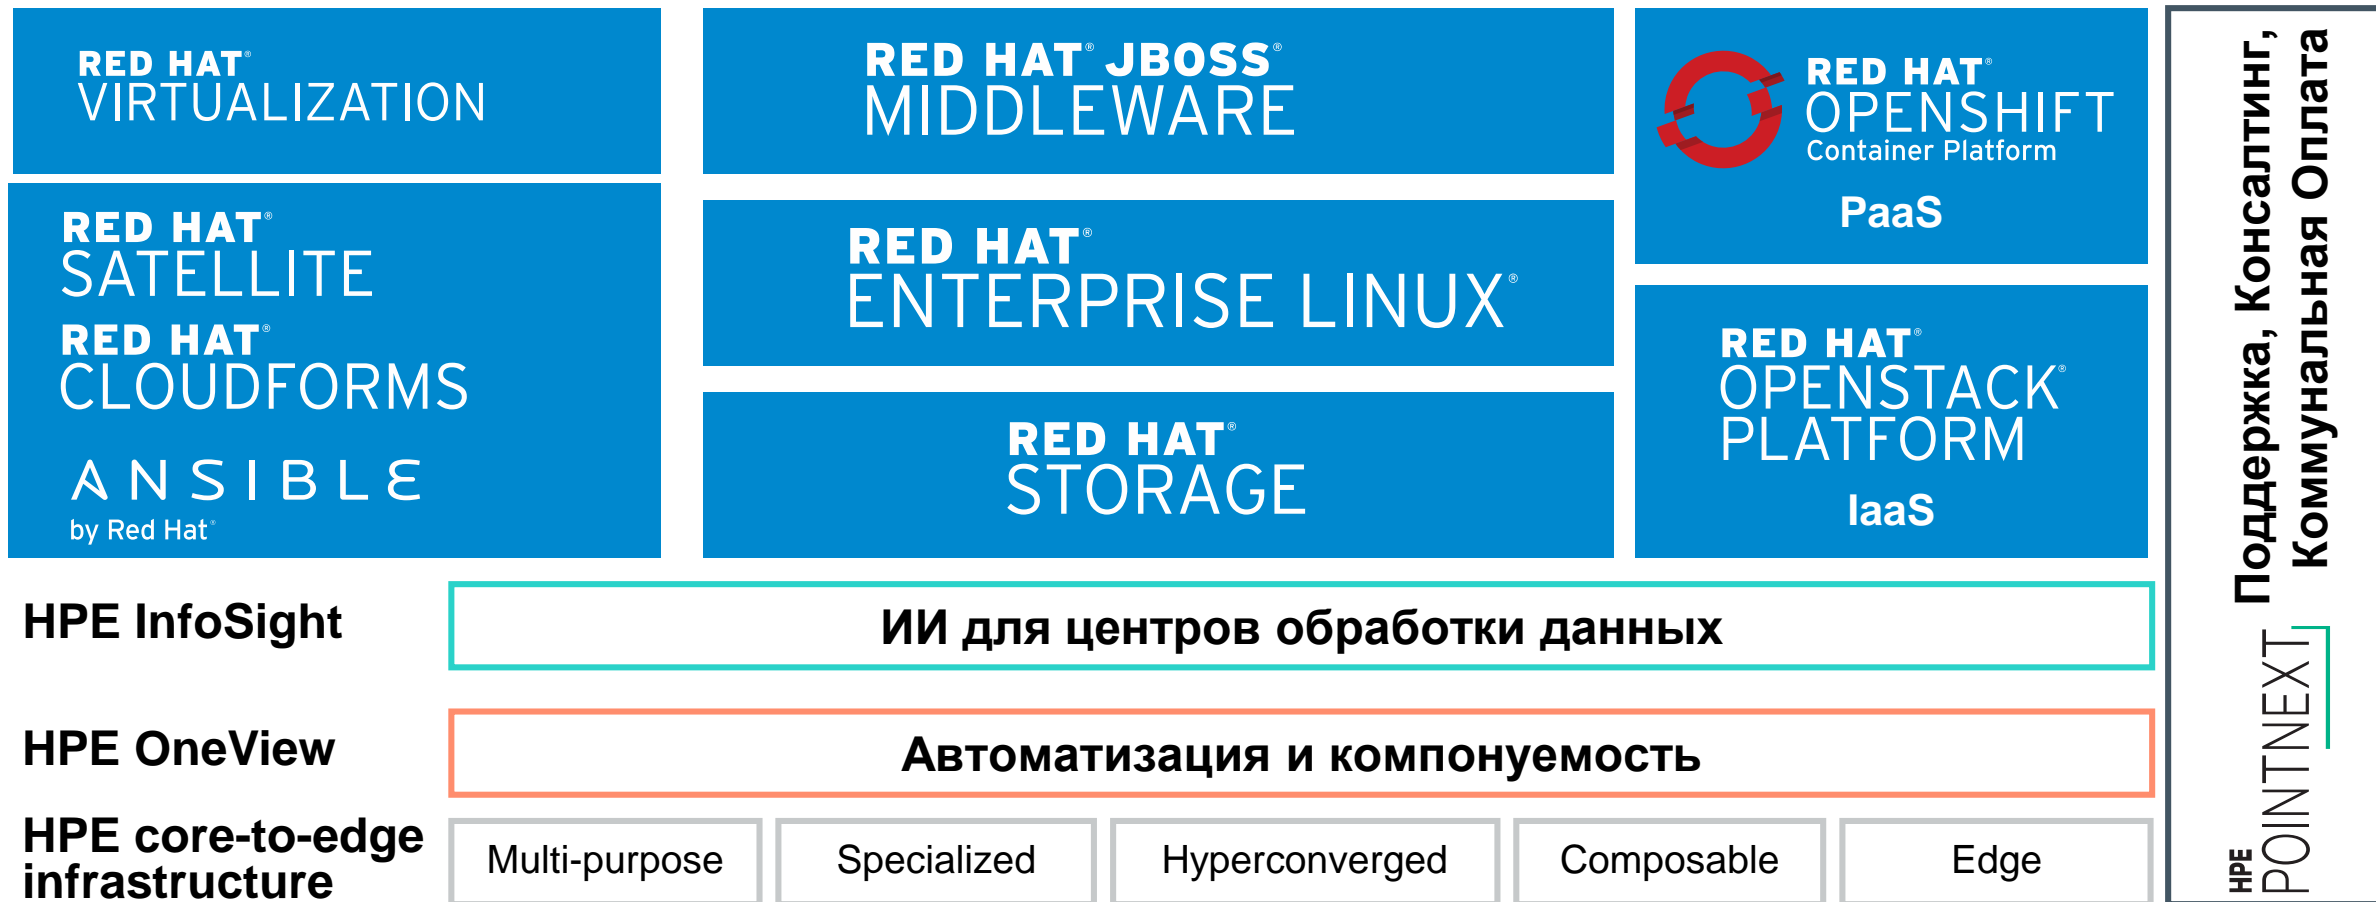 RED HAT®
VIRTUALIZATION
RED HAT®
SATELLITE
RED HAT®
CLOUDFORMS
ANSIBLE
by Red Hat®
RED HAT® JBOSS®
MIDDLEWARE
RED HAT®
ENTERPRISE LINUX®
RED HAT®
STORAGE
RED HAT®
OPENSHIFT
Container Platform
PaaS
RED HAT®
OPENSTACK®
PLATFORM
IaaS
HPE InfoSight
ИИ для центров обработки данных
HPE OneView
Автоматизация и компонуемость
HPE core-to-edge
infrastructure
Multi-purpose
Specialized
Hyperconverged
Composable
Edge
Поддержка, Консалтинг,
Коммунальная Оплата
HPE
POINTNEXT